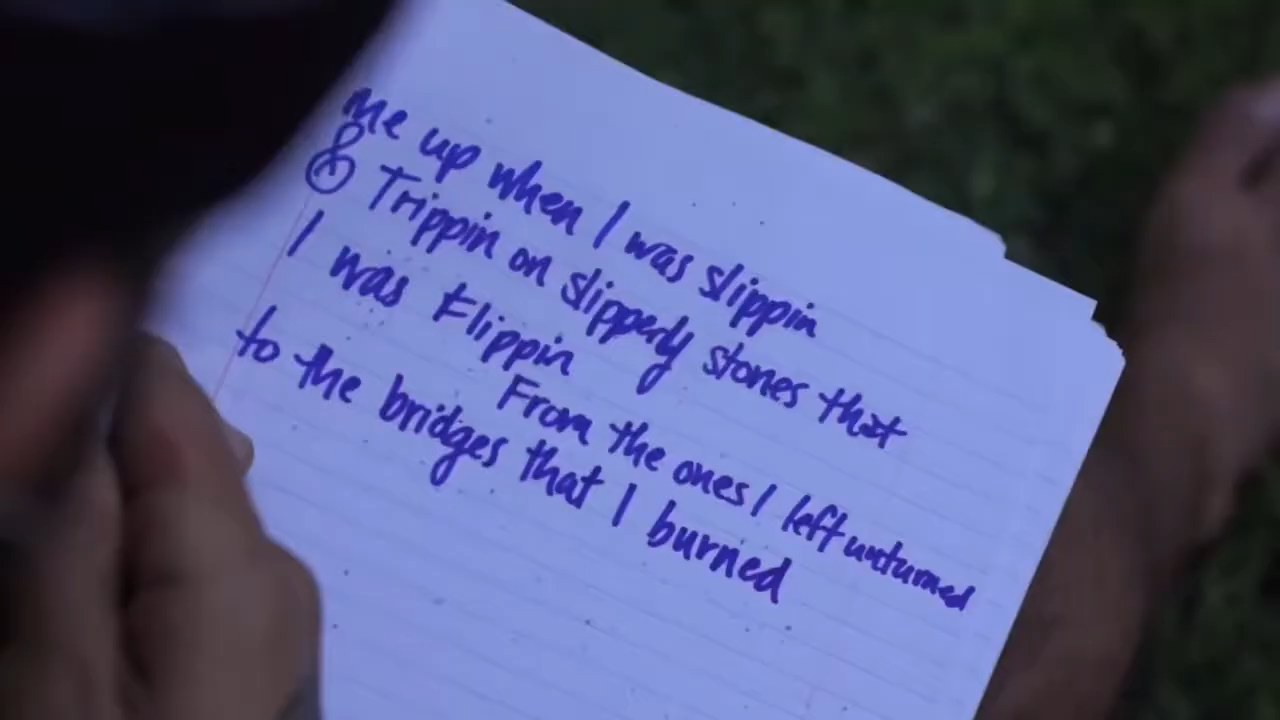 me up when I was slippin
& Trippin on slippery stones that
I was Flippin
From the ones I left unturned
to the bridges that I burned